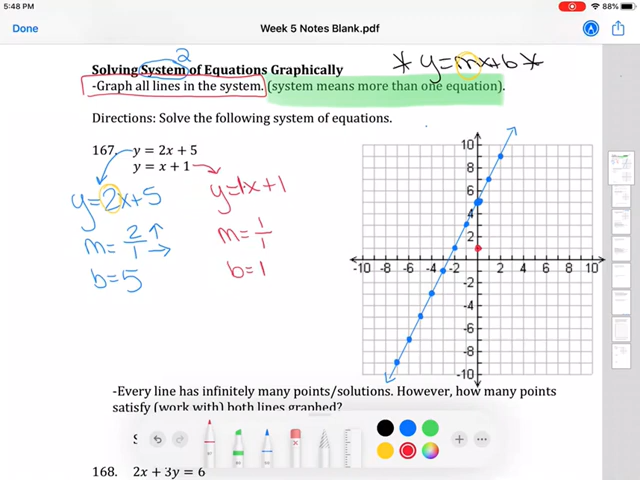 5:48 PM
88%
Done
Week 5 Notes Blank.pdf
2
Solving System of Equations Graphically
* y=mx+b *
-Graph all lines in the system. (system means more than one equation).
Directions: Solve the following system of equations.
167. y = 2x + 5
y = x + 1
y=2x+5
y=1x+1
m= 2/1
m= 1/1
b=5
b=1
10
8
6
4
2
-10 -8 -6 -4 -2 2 4 6 8 10
-2
-4
-6
-8
-10
-Every line has infinitely many points/solutions. However, how many points
satisfy (work with) both lines graphed?
S
168. 2x + 3y = 6